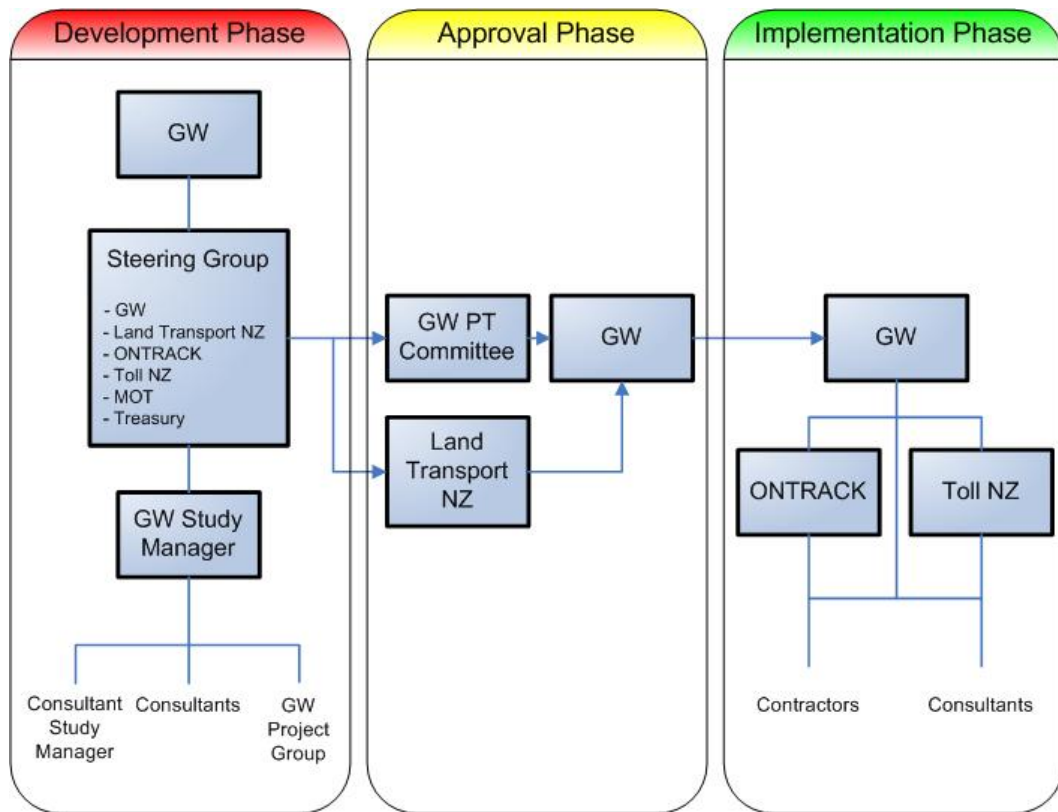 Development Phase
GW
Steering Group
- GW
- Land Transport NZ
- ONTRACK
- Toll NZ
- MOT
- Treasury
GW Study
Manager
Consultant
Study
Manager
Consultants
GW
Project
Group
Approval Phase
GW PT
Committee
GW
Land
Transport
NZ
Implementation Phase
GW
ONTRACK
Toll NZ
Contractors
Consultants